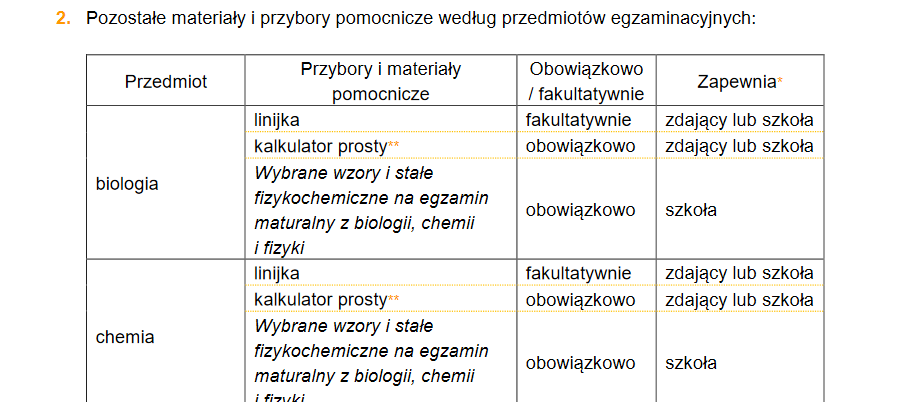 2. Pozostałe materiały i przybory pomocnicze według przedmiotów egzaminacyjnych:
Przedmiot
Przybory i materiały
pomocnicze
Obowiązkowo
/ fakultatywnie
Zapewnia*
biologia
linijka
fakultatywnie
zdający lub szkoła
kalkulator prosty**
obowiązkowo
zdający lub szkoła
Wybrane wzory i stałe
fizykochemiczne na egzamin
maturalny z biologii, chemii
i fizyki
obowiązkowo
szkoła
chemia
linijka
fakultatywnie
zdający lub szkoła
kalkulator prosty**
obowiązkowo
zdający lub szkoła
Wybrane wzory i stałe
fizykochemiczne na egzamin
maturalny z biologii, chemii
i fizyki
obowiązkowo
szkoła